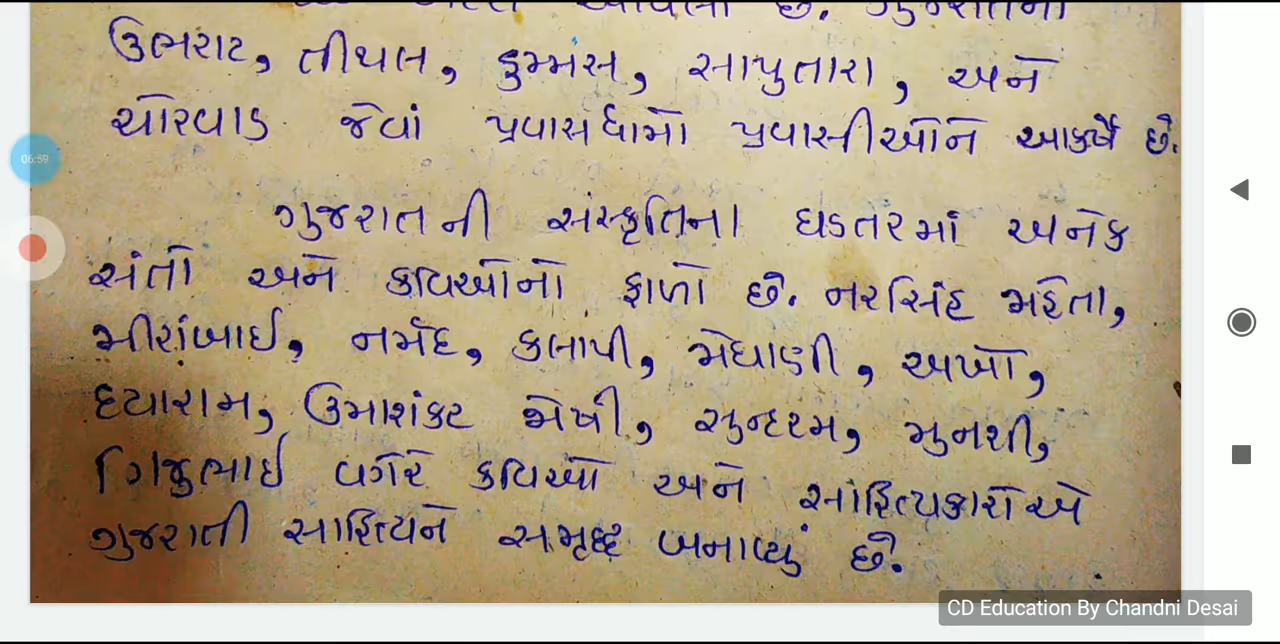 ઉભરાટ, તીથલ, ડુમ્મસ, સાપુતારા, અને
ચોરવાડ જેવાં પ્રવાસધામો પ્રવાસીઓને આકર્ષે છે.
06:59
ગુજરાતની સંસ્કૃતિના ઘડતરમાં અનેક
સંતો અને કવિઓનો ફાળો છે. નરસિંહ મહેતા,
મીરાંબાઈ, નર્મદ, કલાપી, મેઘાણી, અખો,
દયારામ, ઉમાશંકર જોષી, સુન્દરમ, મુનશી,
ગિજુભાઈ વગેરે કવિઓ અને સાહિત્યકારોએ
ગુજરાતી સાહિત્યને સમૃદ્ધ બનાવ્યું છે.
CD Education By Chandni Desai